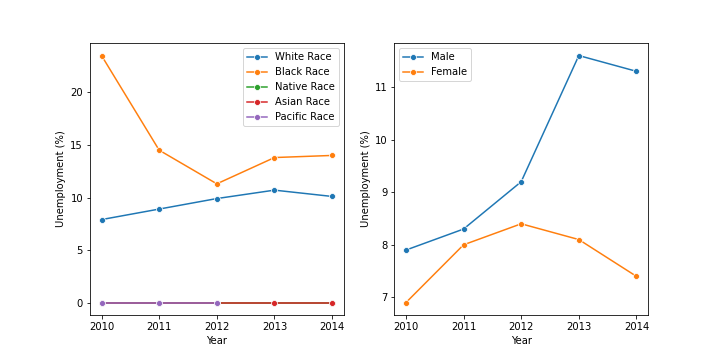 Unemployment (%)
20
15
10
5
0
2010 2011 2012 2013 2014
Year
White Race
Black Race
Native Race
Asian Race
Pacific Race
Unemployment (%)
11
10
9
8
7
2010 2011 2012 2013 2014
Year
Male
Female